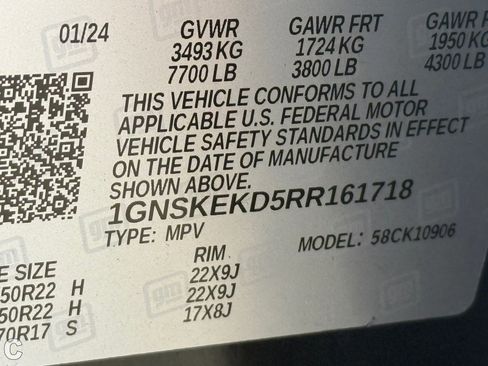 01/24 GVWR GAWR FRT GAWR
3493 KG 1724 KG 1950 KG
7700 LB 3800 LB 4300 LB
THIS VEHICLE CONFORMS TO ALL
APPLICABLE U.S. FEDERAL MOTOR
VEHICLE SAFETY STANDARDS IN EFFECT
ON THE DATE OF MANUFACTURE
SHOWN ABOVE.
1GNSKEKD5RR161718
TYPE: MPV MODEL: 58CK10906
E SIZE RIM
50R22 H 22X9J
50R22 H 22X9J
70R17 S 17X8J
gm
C